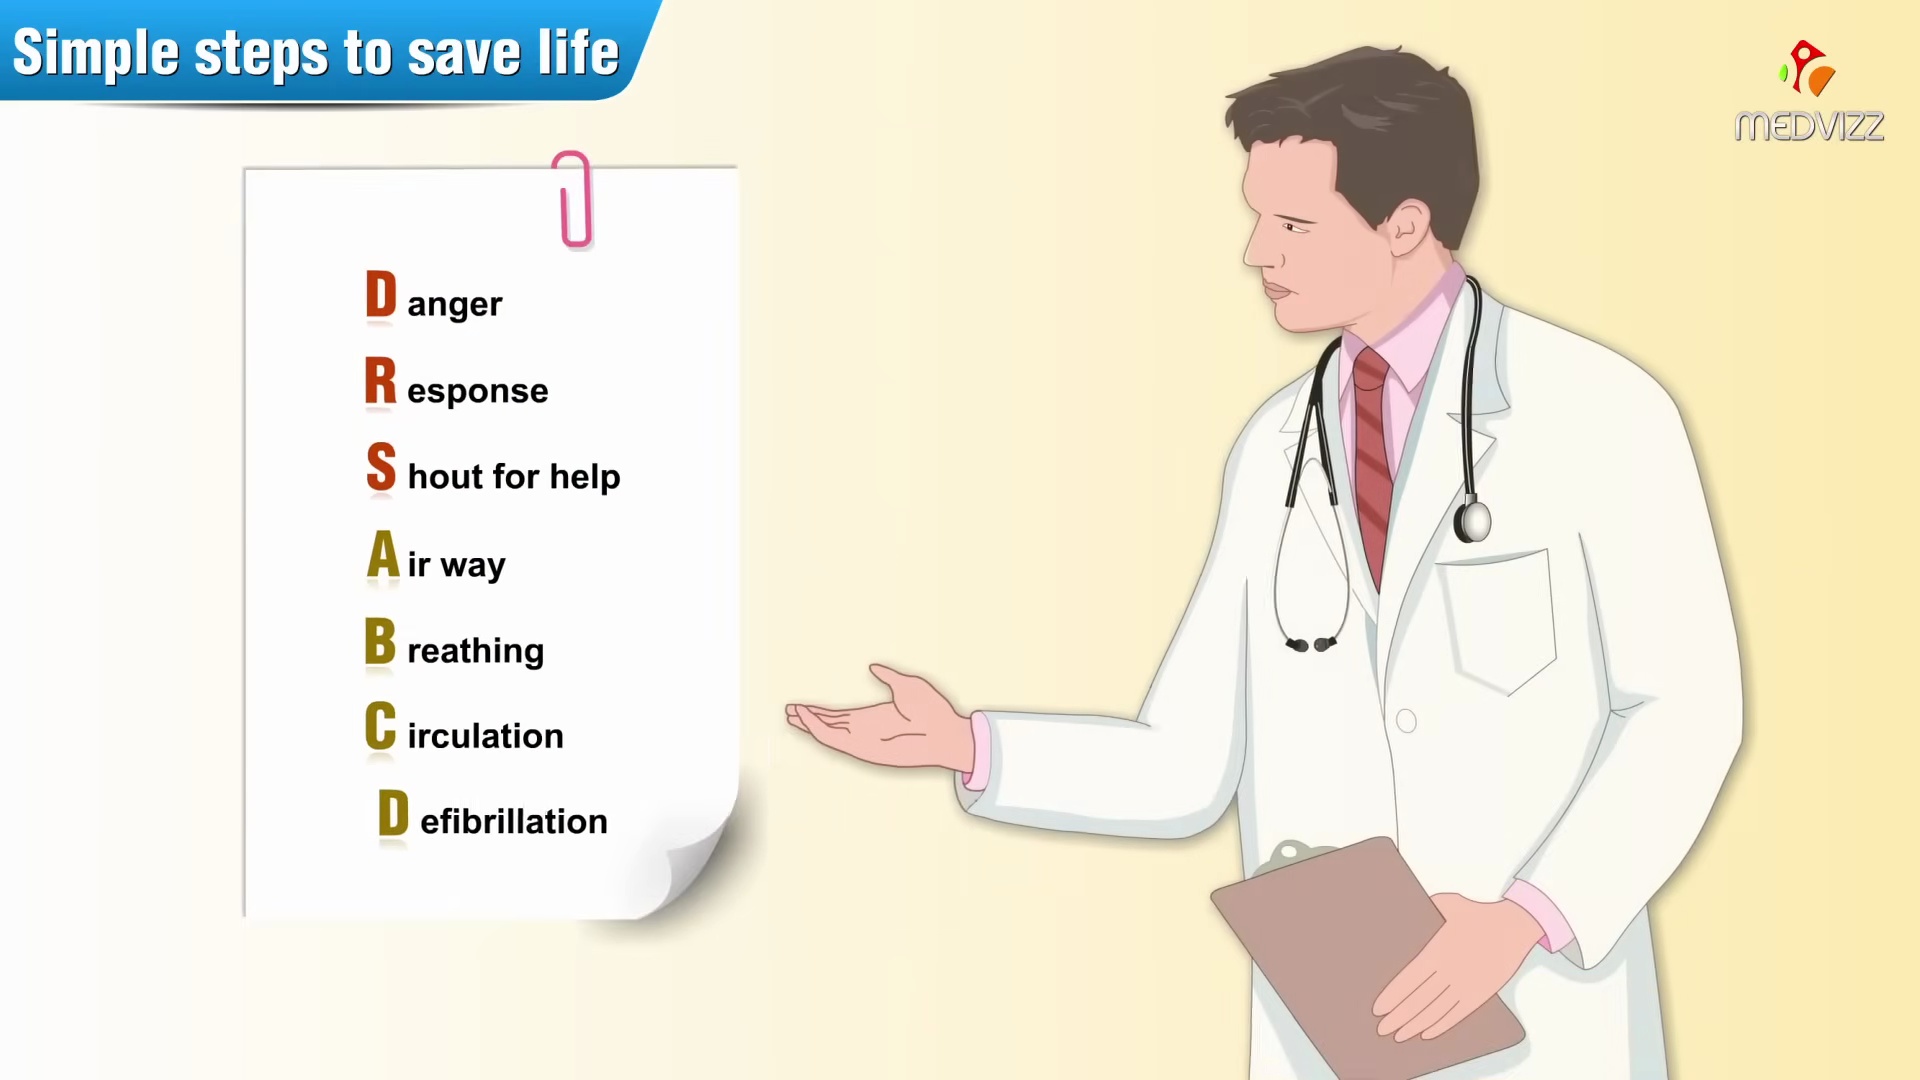 Simple steps to save life
MEDVIZZ
D anger
R esponse
S hout for help
A ir way
B reathing
C irculation
D efibrillation